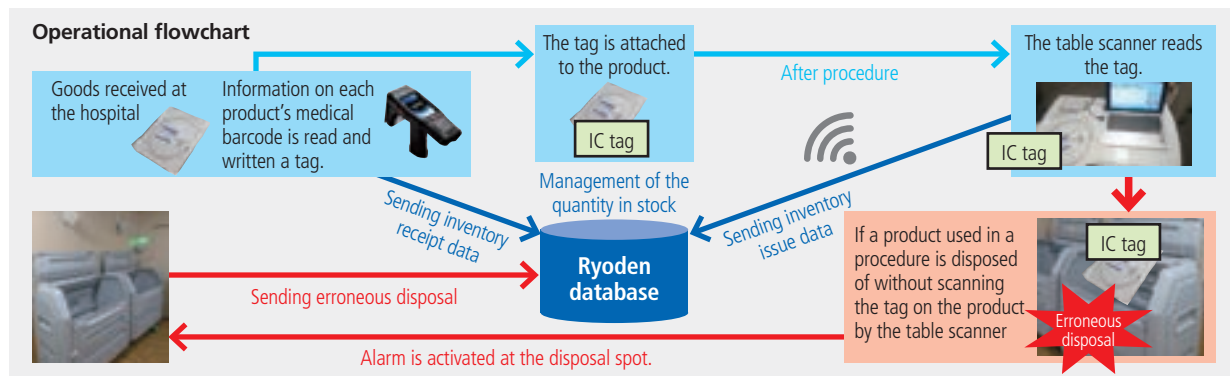 Operational flowchart
Goods received at
the hospital
Information on each
product's medical
barcode is read and
written a tag.
The tag is attached
to the product.
IC tag
After procedure
The table scanner reads
the tag.
IC tag
Management of the
quantity in stock
Sending inventory
receipt data
Sending inventory
issue data
Ryoden
database
If a product used in a
procedure is disposed
of without scanning
the tag on the product
by the table scanner
IC tag
Erroneous
disposal
Sending erroneous disposal
Alarm is activated at the disposal spot.